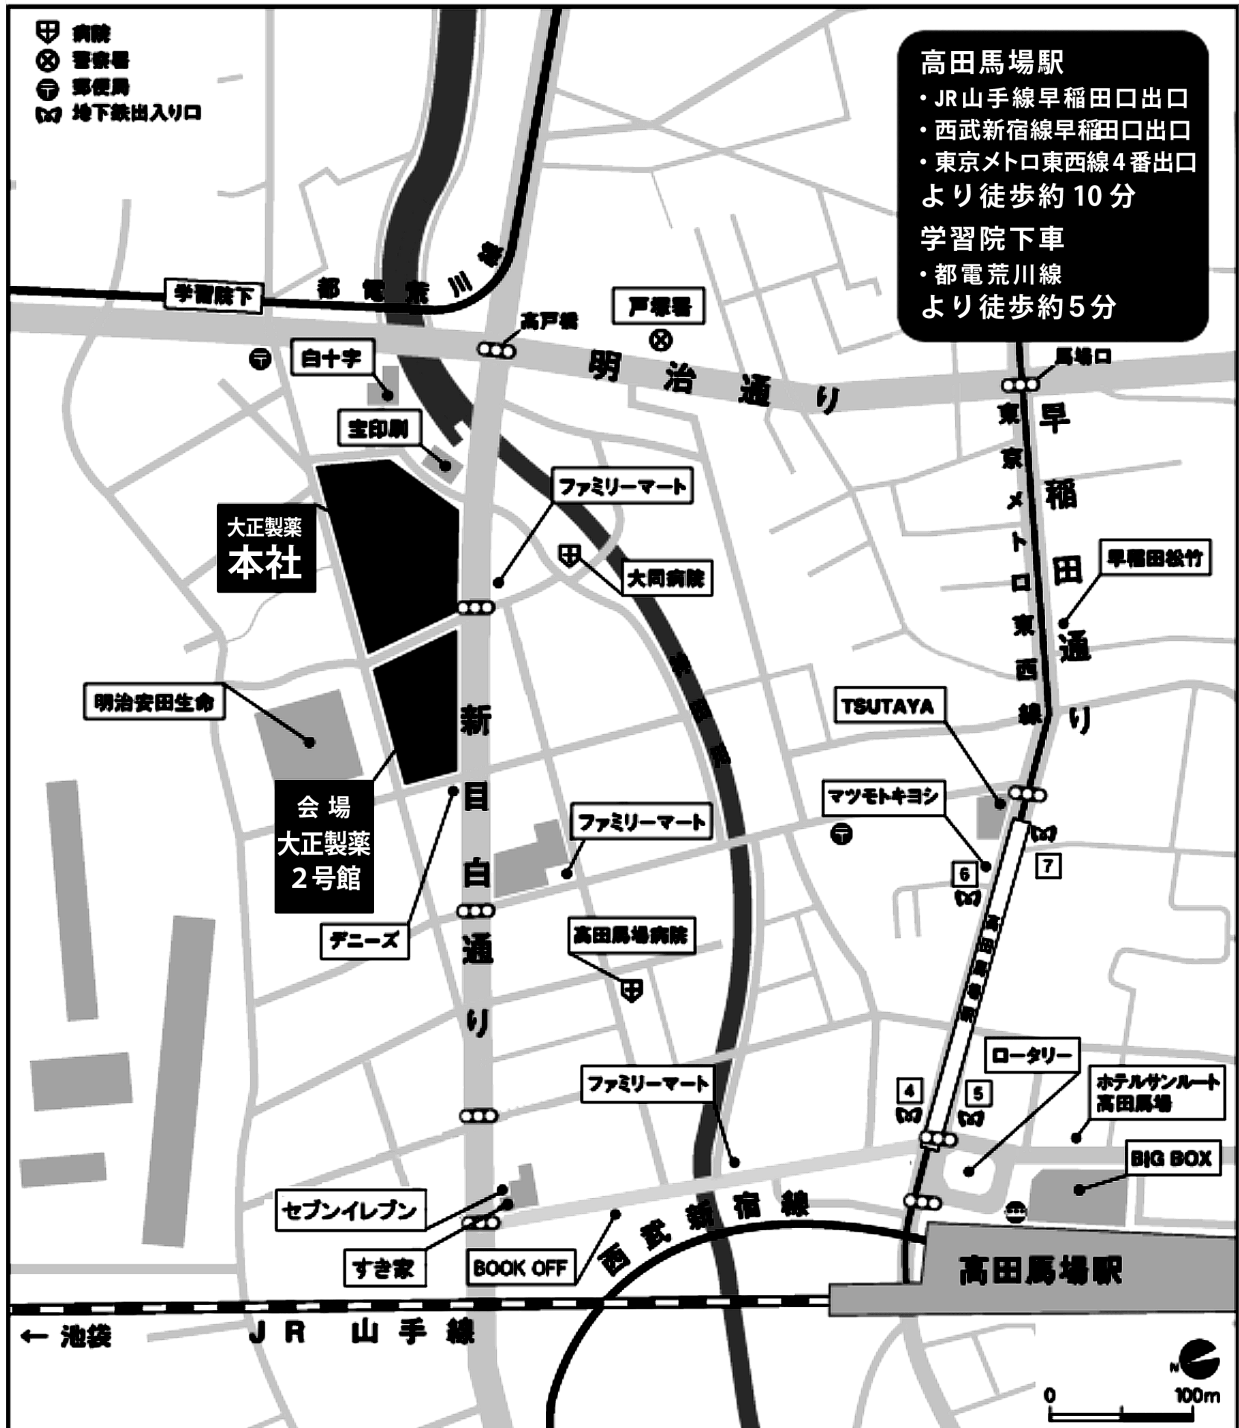 病院
警察署
郵便局
地下鉄出入り口
高田馬場駅
・JR山手線早稲田口出口
・西武新宿線早稲田口出口
・東京メトロ東西線4番出口
より徒歩約10分
学習院下車
・都電荒川線
より徒歩約5分
学習院下
都電荒川線
高戸橋
戸塚署
馬場口
白十字
明治通り
宝印刷
東京メトロ東西線
早稲田通り
ファミリーマート
大正製薬
本社
大同病院
早稲田松竹
神田川
明治安田生命
TSUTAYA
新目白通り
マツモトキヨシ
会場
大正製薬
2号館
ファミリーマート
6
7
デニーズ
高田馬場病院
高田馬場駅
ロータリー
ファミリーマート
4
5
ホテルサンルート
高田馬場
BIG BOX
セブンイレブン
すき家
BOOK OFF
西武新宿線
高田馬場駅
← 池袋
JR 山手線
N
0
100m